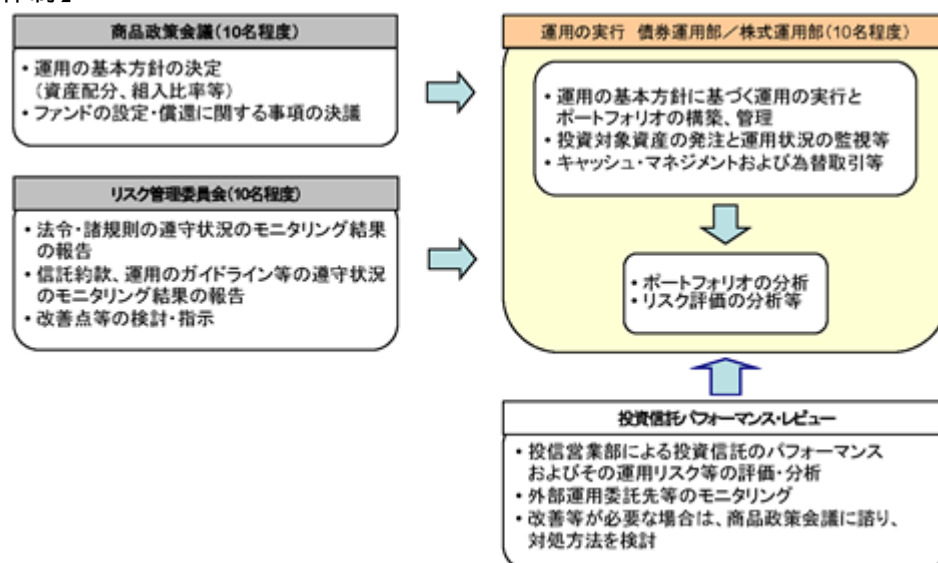 商品政策会議(10名程度)
・運用の基本方針の決定
(資産配分、組入比率等)
・ファンドの設定・償還に関する事項の決議
リスク管理委員会(10名程度)
・法令・諸規則の遵守状況のモニタリング結果
の報告
・信託約款、運用のガイドライン等の遵守状況
のモニタリング結果の報告
・改善点等の検討・指示
運用の実行 債券運用部/株式運用部(10名程度)
・運用の基本方針に基づく運用の実行と
ポートフォリオの構築、管理
・投資対象資産の発注と運用状況の監視等
・キャッシュ・マネジメントおよび為替取引等
・ポートフォリオの分析
・リスク評価の分析等
投資信託パフォーマンス・レビュー
・投信営業部による投資信託のパフォーマンス
およびその運用リスク等の評価・分析
・外部運用委託先等のモニタリング
・改善等が必要な場合は、商品政策会議に諮り、
対処方法を検討